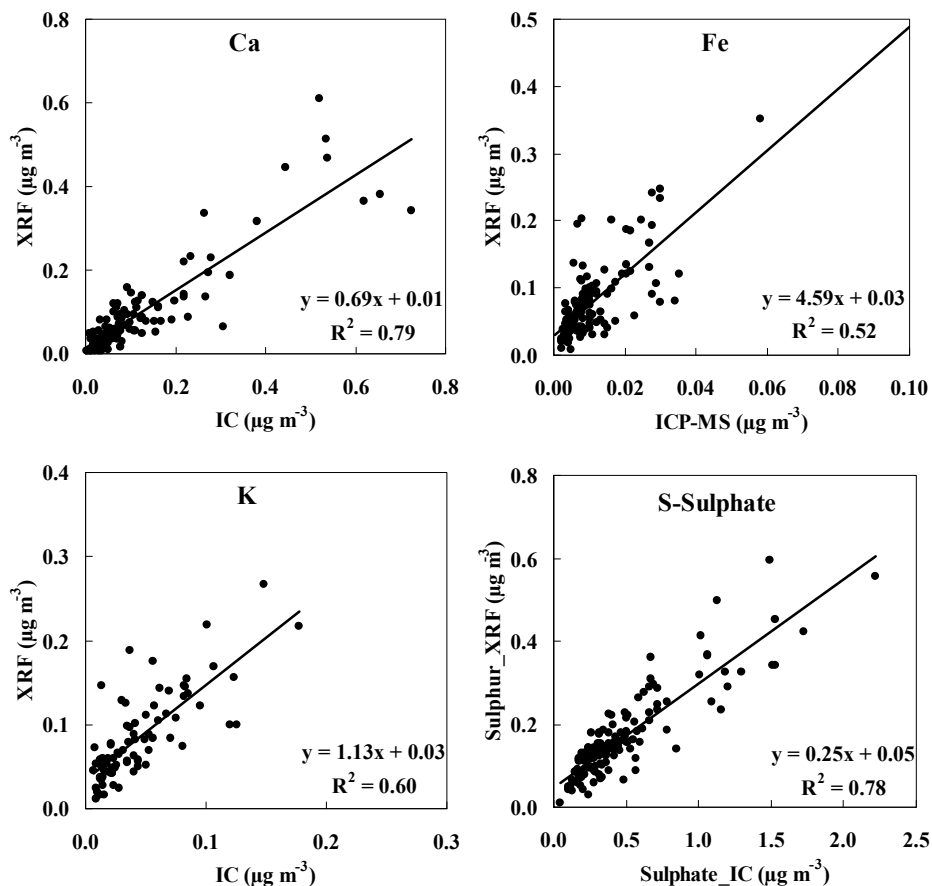 Ca
XRF (µg m⁻³)
0.8
0.6
0.4
0.2
0.0
y = 0.69x + 0.01
R² = 0.79
0.0 0.2 0.4 0.6 0.8
IC (µg m⁻³)
Fe
XRF (µg m⁻³)
0.5
0.4
0.3
0.2
0.1
0.0
y = 4.59x + 0.03
R² = 0.52
0.00 0.02 0.04 0.06 0.08 0.10
ICP-MS (µg m⁻³)
K
XRF (µg m⁻³)
0.4
0.3
0.2
0.1
0.0
y = 1.13x + 0.03
R² = 0.60
0.0 0.1 0.2 0.3
IC (µg m⁻³)
S-Sulphate
Sulphur_XRF (µg m⁻³)
0.8
0.6
0.4
0.2
0.0
y = 0.25x + 0.05
R² = 0.78
0.0 0.5 1.0 1.5 2.0 2.5
Sulphate_IC (µg m⁻³)